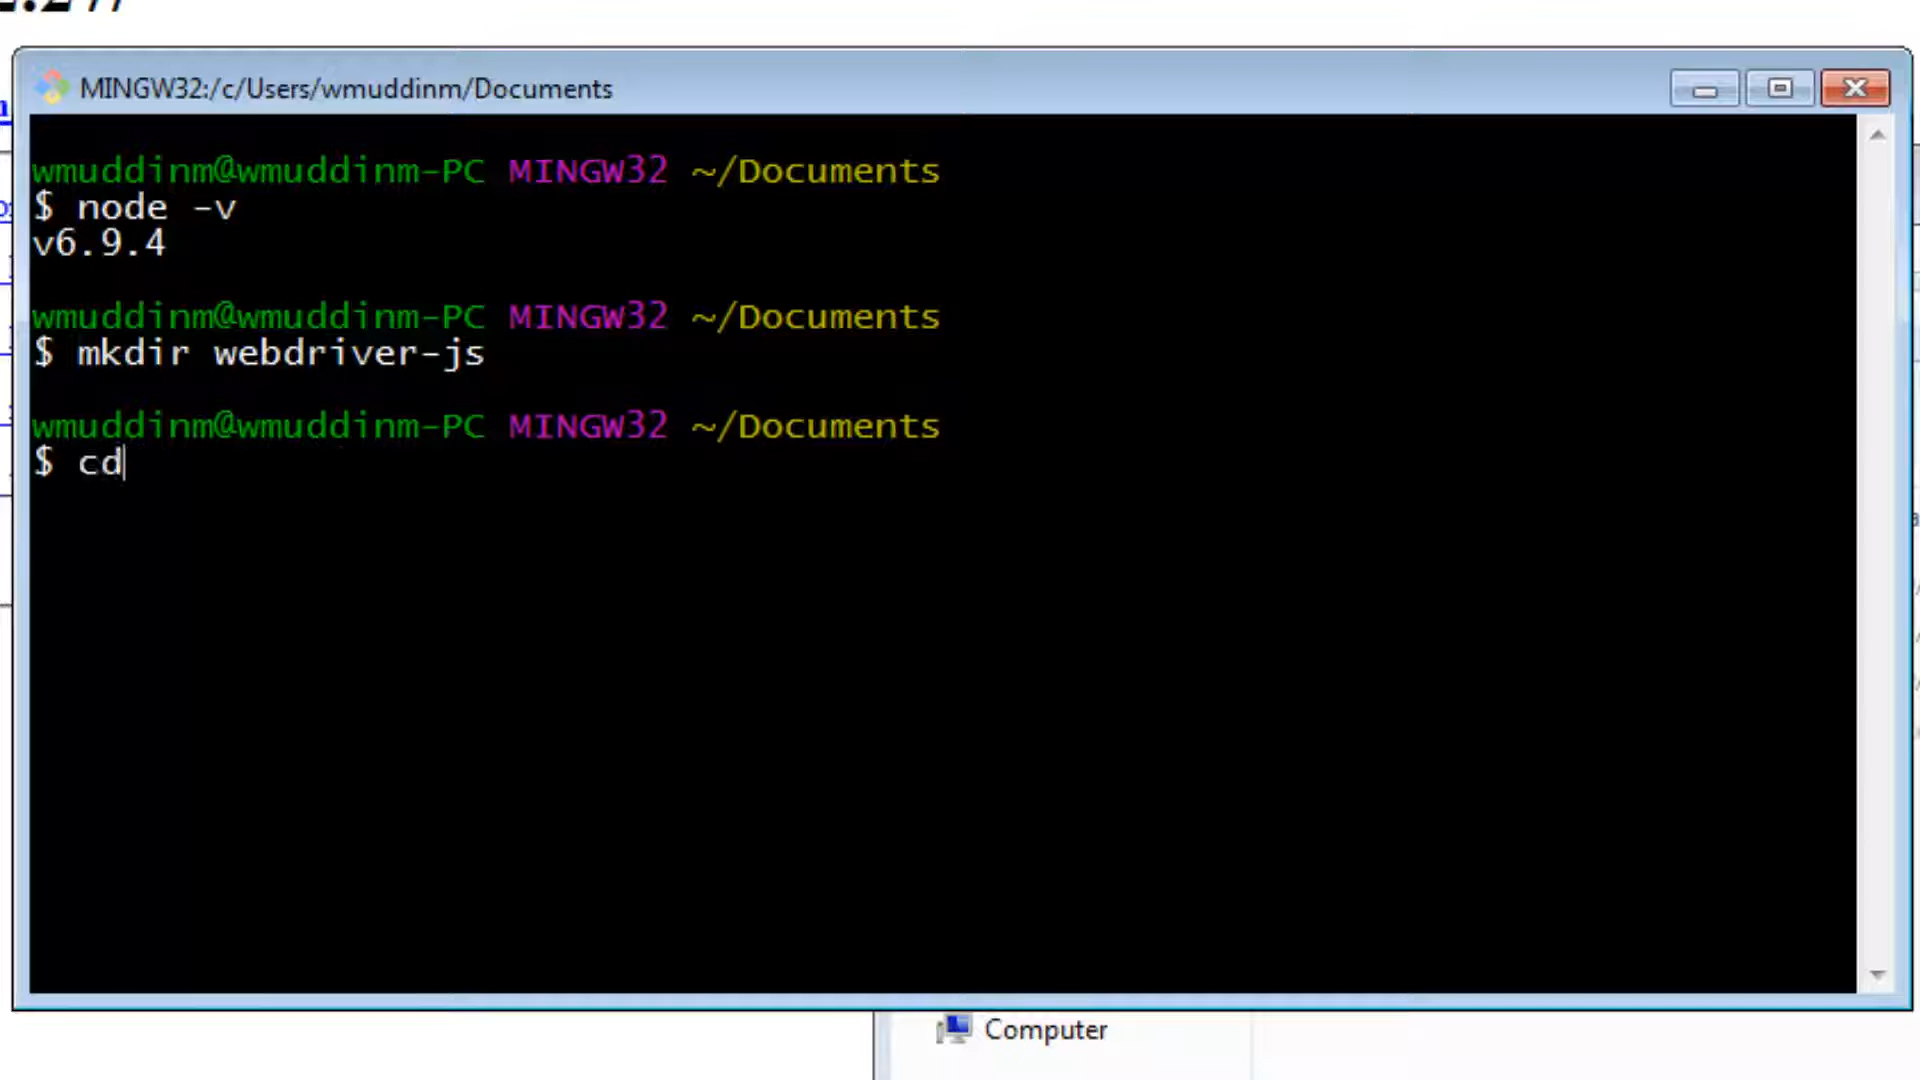 MINGW32:/c/Users/wmuddinm/Documents
wmuddinm@wmuddinm-PC MINGW32 ~/Documents
$ node -v
v6.9.4
wmuddinm@wmuddinm-PC MINGW32 ~/Documents
$ mkdir webdriver-js
wmuddinm@wmuddinm-PC MINGW32 ~/Documents
$ cd
Computer